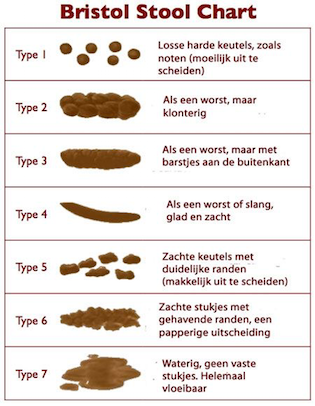 Bristol Stool Chart
Type 1
Losse harde keutels, zoals
noten (moeilijk uit te
scheiden)
Type 2
Als een worst, maar
klonterig
Type 3
Als een worst, maar met
barstjes aan de buitenkant
Type 4
Als een worst of slang,
glad en zacht
Type 5
Zachte keutels met
duidelijke randen
(makkelijk uit te scheiden)
Type 6
Zachte stukjes met
gehavende randen, een
papperige uitscheiding
Type 7
Waterig, geen vaste
stukjes. Helemaal
vloeibaar